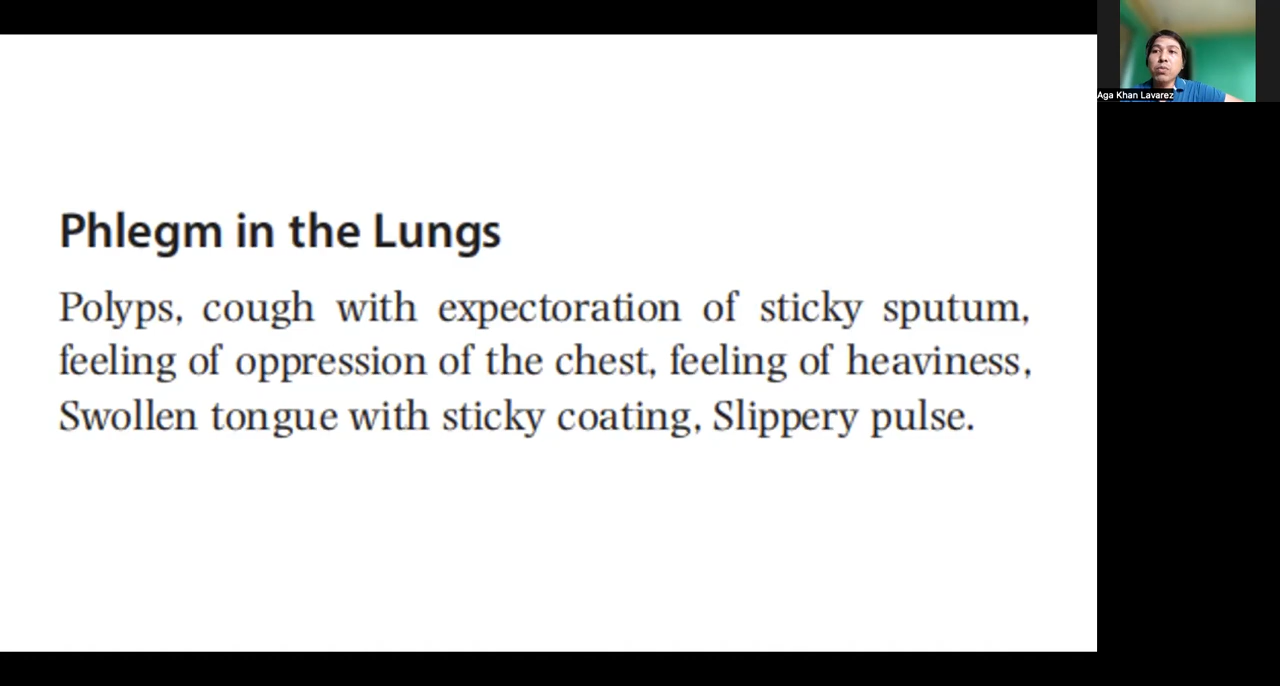 Phlegm in the Lungs
Polyps, cough with expectoration of sticky sputum,
feeling of oppression of the chest, feeling of heaviness,
Swollen tongue with sticky coating, Slippery pulse.
Aga Khan Lavarez